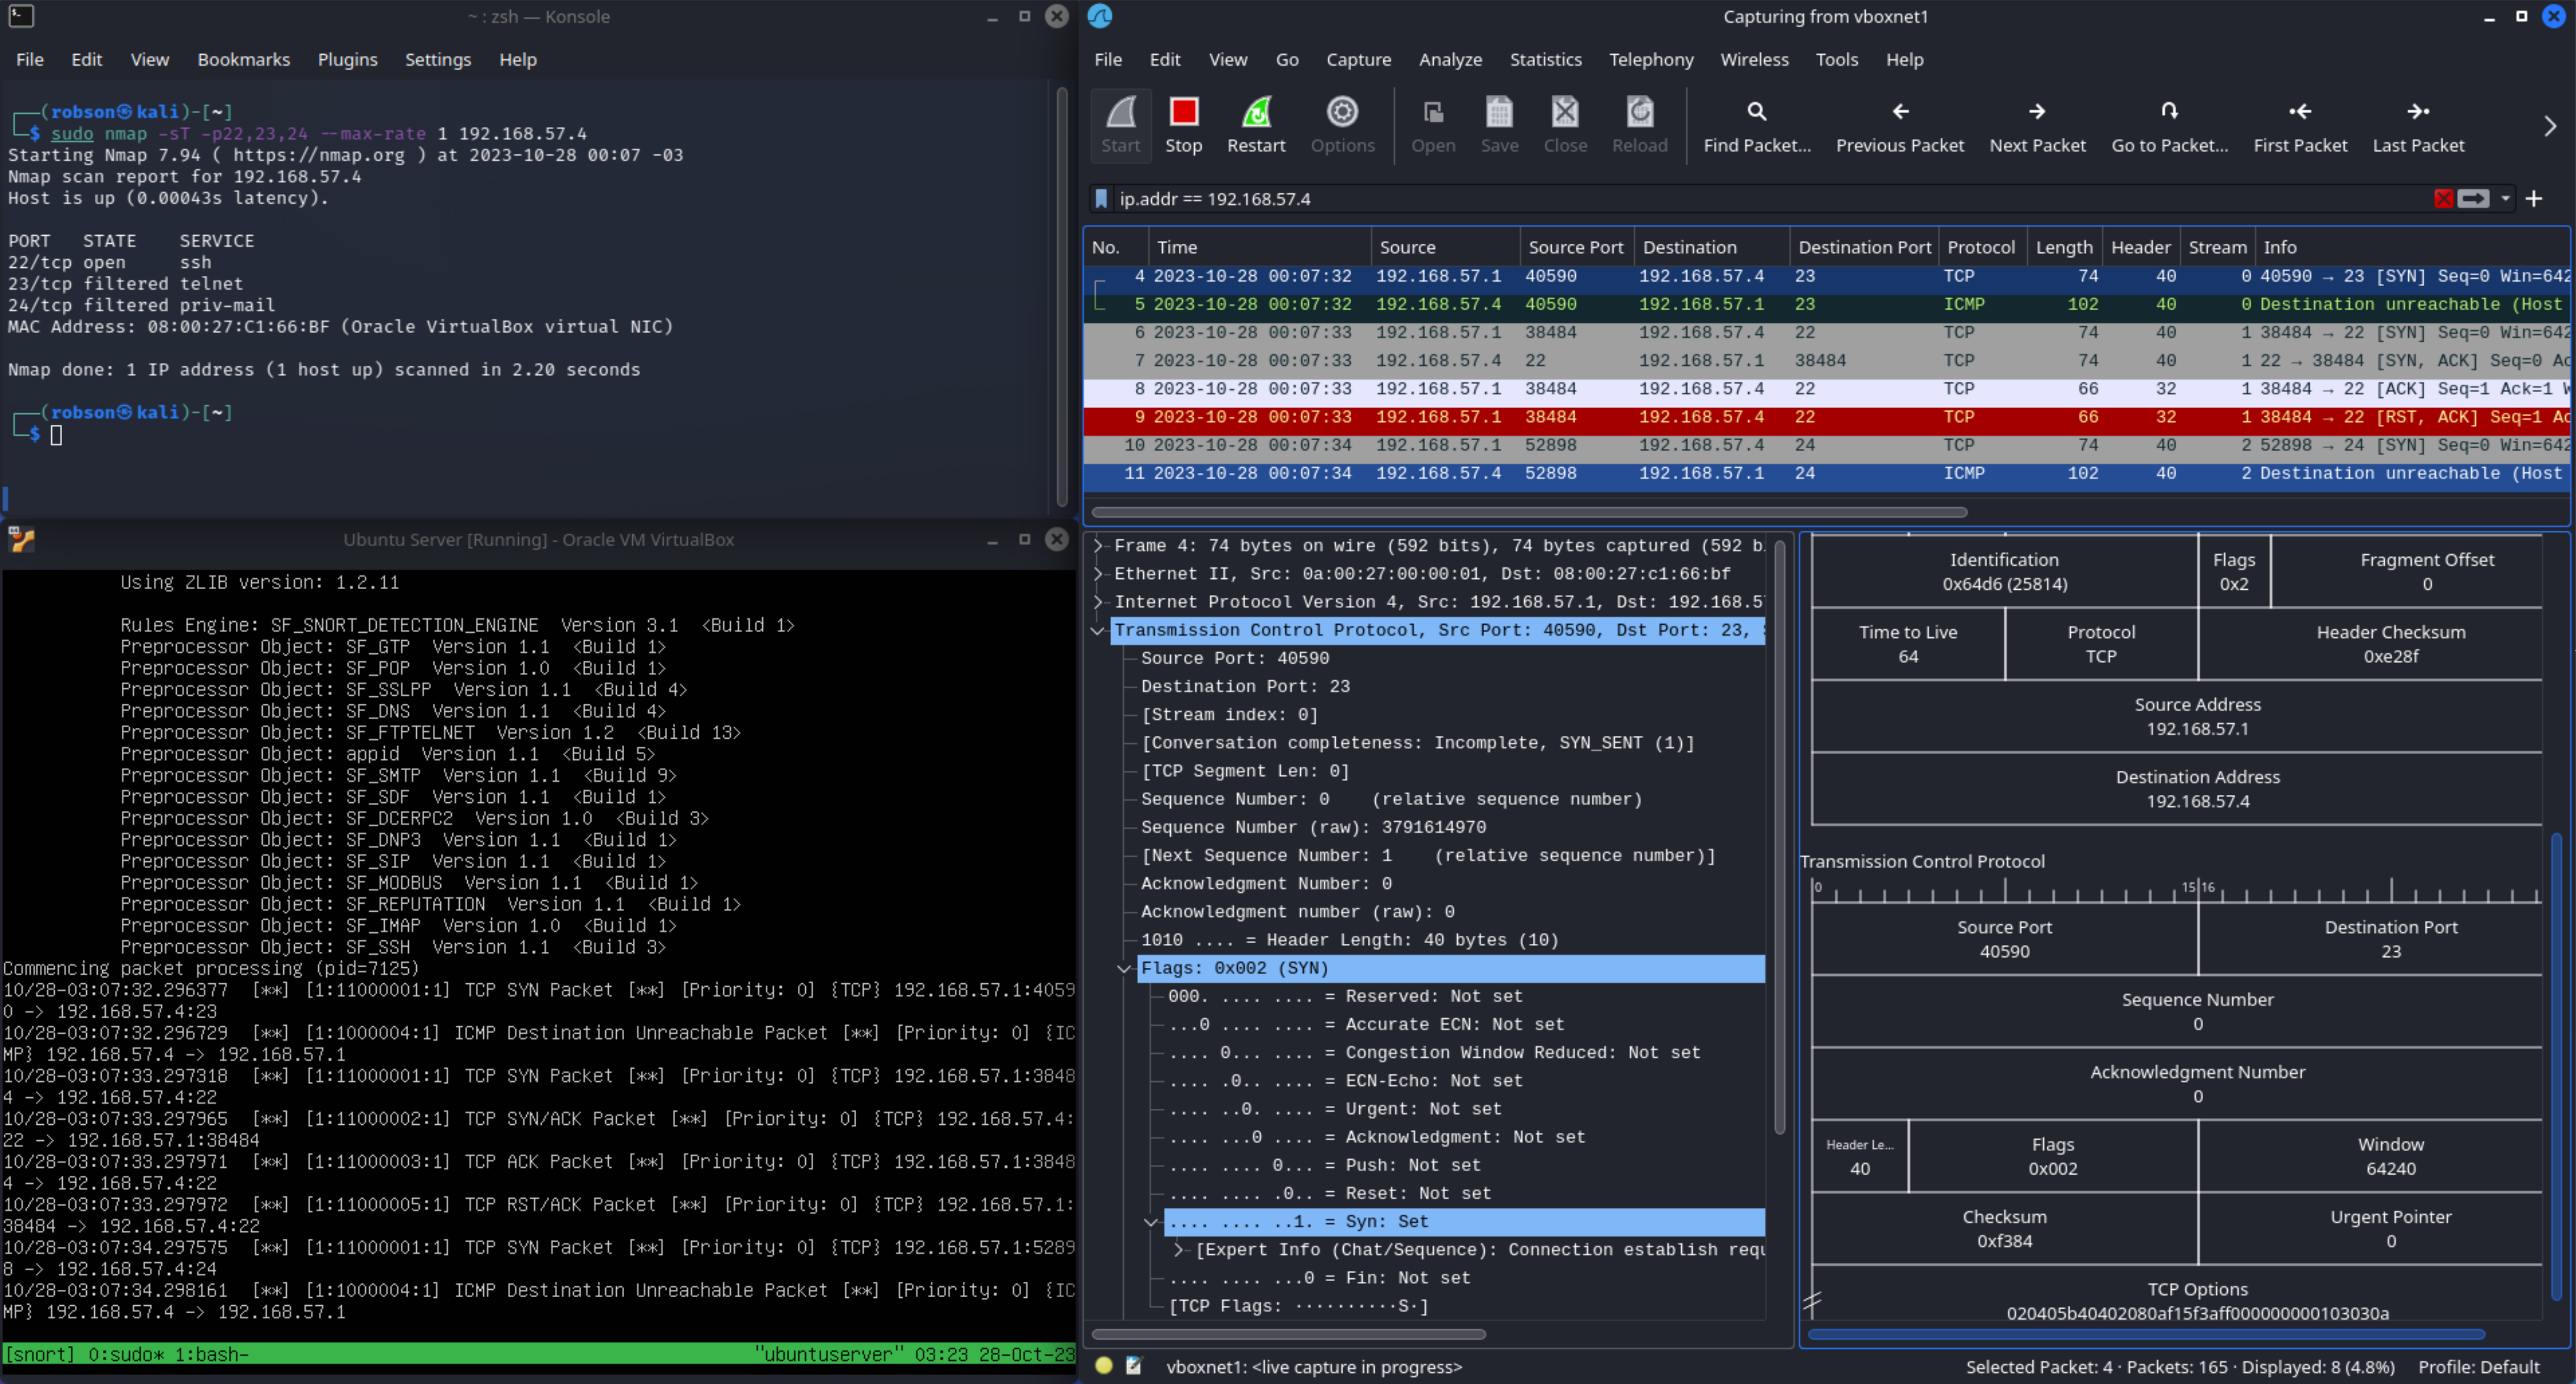 ~ : zsh — Konsole
File Edit View Bookmarks Plugins Settings Help
(robson㉿kali)-[~]
$ sudo nmap -sT -p22,23,24 --max-rate 1 192.168.57.4
Starting Nmap 7.94 ( https://nmap.org ) at 2023-10-28 00:07 -03
Nmap scan report for 192.168.57.4
Host is up (0.00043s latency).
PORT STATE SERVICE
22/tcp open ssh
23/tcp filtered telnet
24/tcp filtered priv-mail
MAC Address: 08:00:27:C1:66:BF (Oracle VirtualBox virtual NIC)
Nmap done: 1 IP address (1 host up) scanned in 2.20 seconds
(robson㉿kali)-[~]
$
Ubuntu Server [Running] - Oracle VM VirtualBox
Using ZLIB version: 1.2.11
Rules Engine: SF_SNORT_DETECTION_ENGINE Version 3.1 <Build 1>
Preprocessor Object: SF_GTP Version 1.1 <Build 1>
Preprocessor Object: SF_POP Version 1.0 <Build 1>
Preprocessor Object: SF_SSLPP Version 1.1 <Build 4>
Preprocessor Object: SF_DNS Version 1.1 <Build 4>
Preprocessor Object: SF_FTPTELNET Version 1.2 <Build 13>
Preprocessor Object: appid Version 1.1 <Build 5>
Preprocessor Object: SF_SMTP Version 1.1 <Build 9>
Preprocessor Object: SF_SDF Version 1.1 <Build 1>
Preprocessor Object: SF_DCERPC2 Version 1.0 <Build 3>
Preprocessor Object: SF_DNP3 Version 1.1 <Build 1>
Preprocessor Object: SF_SIP Version 1.1 <Build 1>
Preprocessor Object: SF_MODBUS Version 1.1 <Build 1>
Preprocessor Object: SF_REPUTATION Version 1.1 <Build 1>
Preprocessor Object: SF_IMAP Version 1.0 <Build 1>
Preprocessor Object: SF_SSH Version 1.1 <Build 3>
Commencing packet processing (pid=7125)
10/28-03:07:32.296377 [**] [1:11000001:1] TCP SYN Packet [**] [Priority: 0] {TCP} 192.168.57.1:4059
0 -> 192.168.57.4:23
10/28-03:07:32.296729 [**] [1:1000004:1] ICMP Destination Unreachable Packet [**] [Priority: 0] {IC
MP} 192.168.57.4 -> 192.168.57.1
10/28-03:07:33.297318 [**] [1:11000001:1] TCP SYN Packet [**] [Priority: 0] {TCP} 192.168.57.1:3848
4 -> 192.168.57.4:22
10/28-03:07:33.297965 [**] [1:11000002:1] TCP SYN/ACK Packet [**] [Priority: 0] {TCP} 192.168.57.4:
22 -> 192.168.57.1:38484
10/28-03:07:33.297971 [**] [1:11000003:1] TCP ACK Packet [**] [Priority: 0] {TCP} 192.168.57.1:3848
4 -> 192.168.57.4:22
10/28-03:07:33.297972 [**] [1:11000005:1] TCP RST/ACK Packet [**] [Priority: 0] {TCP} 192.168.57.1:
38484 -> 192.168.57.4:22
10/28-03:07:34.297575 [**] [1:11000001:1] TCP SYN Packet [**] [Priority: 0] {TCP} 192.168.57.1:5289
8 -> 192.168.57.4:24
10/28-03:07:34.298161 [**] [1:1000004:1] ICMP Destination Unreachable Packet [**] [Priority: 0] {IC
MP} 192.168.57.4 -> 192.168.57.1
[snort] 0:sudo* 1:bash- "ubuntuserver" 03:23 28-Oct-23
Capturing from vboxnet1
File Edit View Go Capture Analyze Statistics Telephony Wireless Tools Help
Start Stop Restart Options Open Save Close Reload Find Packet... Previous Packet Next Packet Go to Packet... First Packet Last Packet
ip.addr == 192.168.57.4
No. Time Source Source Port Destination Destination Port Protocol Length Header Stream Info
4 2023-10-28 00:07:32 192.168.57.1 40590 192.168.57.4 23 TCP 74 40 0 40590 → 23 [SYN] Seq=0 Win=642
5 2023-10-28 00:07:32 192.168.57.4 40590 192.168.57.1 23 ICMP 102 40 0 Destination unreachable (Host
6 2023-10-28 00:07:33 192.168.57.1 38484 192.168.57.4 22 TCP 74 40 1 38484 → 22 [SYN] Seq=0 Win=642
7 2023-10-28 00:07:33 192.168.57.4 22 192.168.57.1 38484 TCP 74 40 1 22 → 38484 [SYN, ACK] Seq=0 Ac
8 2023-10-28 00:07:33 192.168.57.1 38484 192.168.57.4 22 TCP 66 32 1 38484 → 22 [ACK] Seq=1 Ack=1 W
9 2023-10-28 00:07:33 192.168.57.1 38484 192.168.57.4 22 TCP 66 32 1 38484 → 22 [RST, ACK] Seq=1 Ac
10 2023-10-28 00:07:34 192.168.57.1 52898 192.168.57.4 24 TCP 74 40 2 52898 → 24 [SYN] Seq=0 Win=642
11 2023-10-28 00:07:34 192.168.57.4 52898 192.168.57.1 24 ICMP 102 40 2 Destination unreachable (Host
Frame 4: 74 bytes on wire (592 bits), 74 bytes captured (592 b
Ethernet II, Src: 0a:00:27:00:00:01, Dst: 08:00:27:c1:66:bf
Internet Protocol Version 4, Src: 192.168.57.1, Dst: 192.168.5
Transmission Control Protocol, Src Port: 40590, Dst Port: 23,
Source Port: 40590
Destination Port: 23
[Stream index: 0]
[Conversation completeness: Incomplete, SYN_SENT (1)]
[TCP Segment Len: 0]
Sequence Number: 0 (relative sequence number)
Sequence Number (raw): 3791614970
[Next Sequence Number: 1 (relative sequence number)]
Acknowledgment Number: 0
Acknowledgment number (raw): 0
1010 .... = Header Length: 40 bytes (10)
Flags: 0x002 (SYN)
000. .... .... = Reserved: Not set
...0 .... .... = Accurate ECN: Not set
.... 0... .... = Congestion Window Reduced: Not set
.... .0.. .... = ECN-Echo: Not set
.... ..0. .... = Urgent: Not set
.... ...0 .... = Acknowledgment: Not set
.... .... 0... = Push: Not set
.... .... .0.. = Reset: Not set
.... .... ..1. = Syn: Set
[Expert Info (Chat/Sequence): Connection establish requ
.... .... ...0 = Fin: Not set
[TCP Flags: ··········S·]
Identification Flags Fragment Offset
0x64d6 (25814) 0x2 0
Time to Live Protocol Header Checksum
64 TCP 0xe28f
Source Address
192.168.57.1
Destination Address
192.168.57.4
Transmission Control Protocol
0 15 16
Source Port Destination Port
40590 23
Sequence Number
0
Acknowledgment Number
0
Header Le... Flags Window
40 0x002 64240
Checksum Urgent Pointer
0xf384 0
TCP Options
020405b40402080af15f3aff000000000103030a
vboxnet1: <live capture in progress> Selected Packet: 4 · Packets: 165 · Displayed: 8 (4.8%) Profile: Default